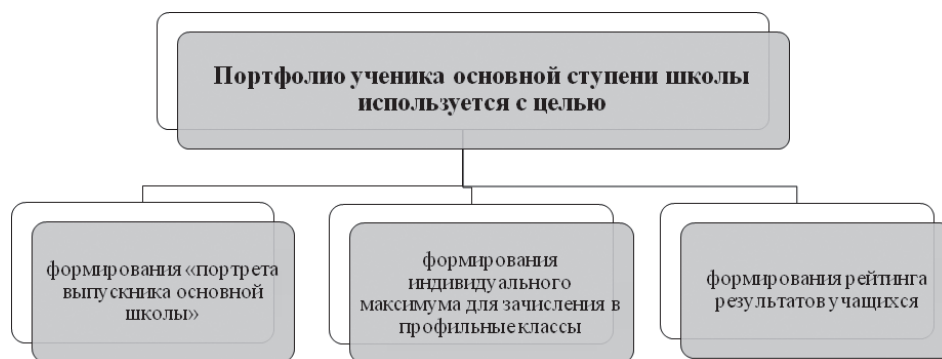 Портфолио ученика основной ступени школы
используется с целью
формирования «портрета
выпускника основной
школы»
формирования
индивидуального
максимума для зачисления в
профильные классы
формирования рейтинга
результатов учащихся